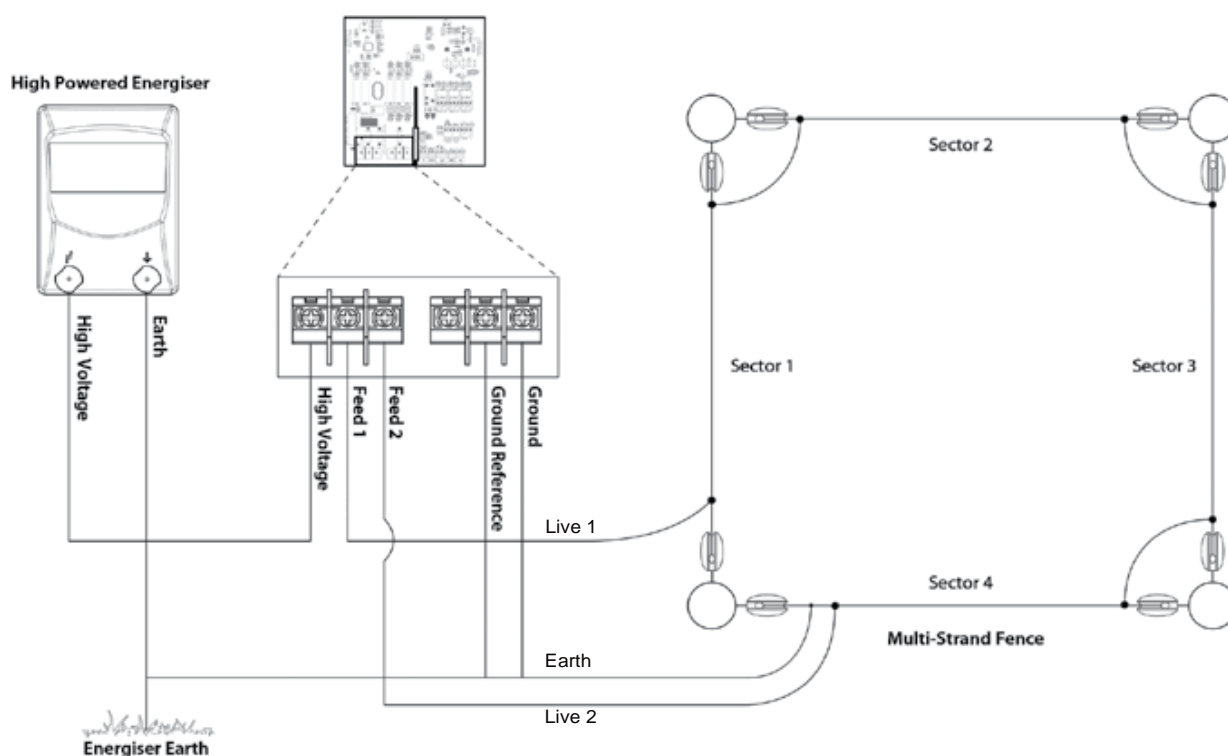 High Powered Energiser
High Voltage
Earth
High Voltage
Feed 1
Feed 2
Ground Reference
Ground
Live 1
Earth
Live 2
Energiser Earth
Sector 2
Sector 1
Sector 3
Sector 4
Multi-Strand Fence